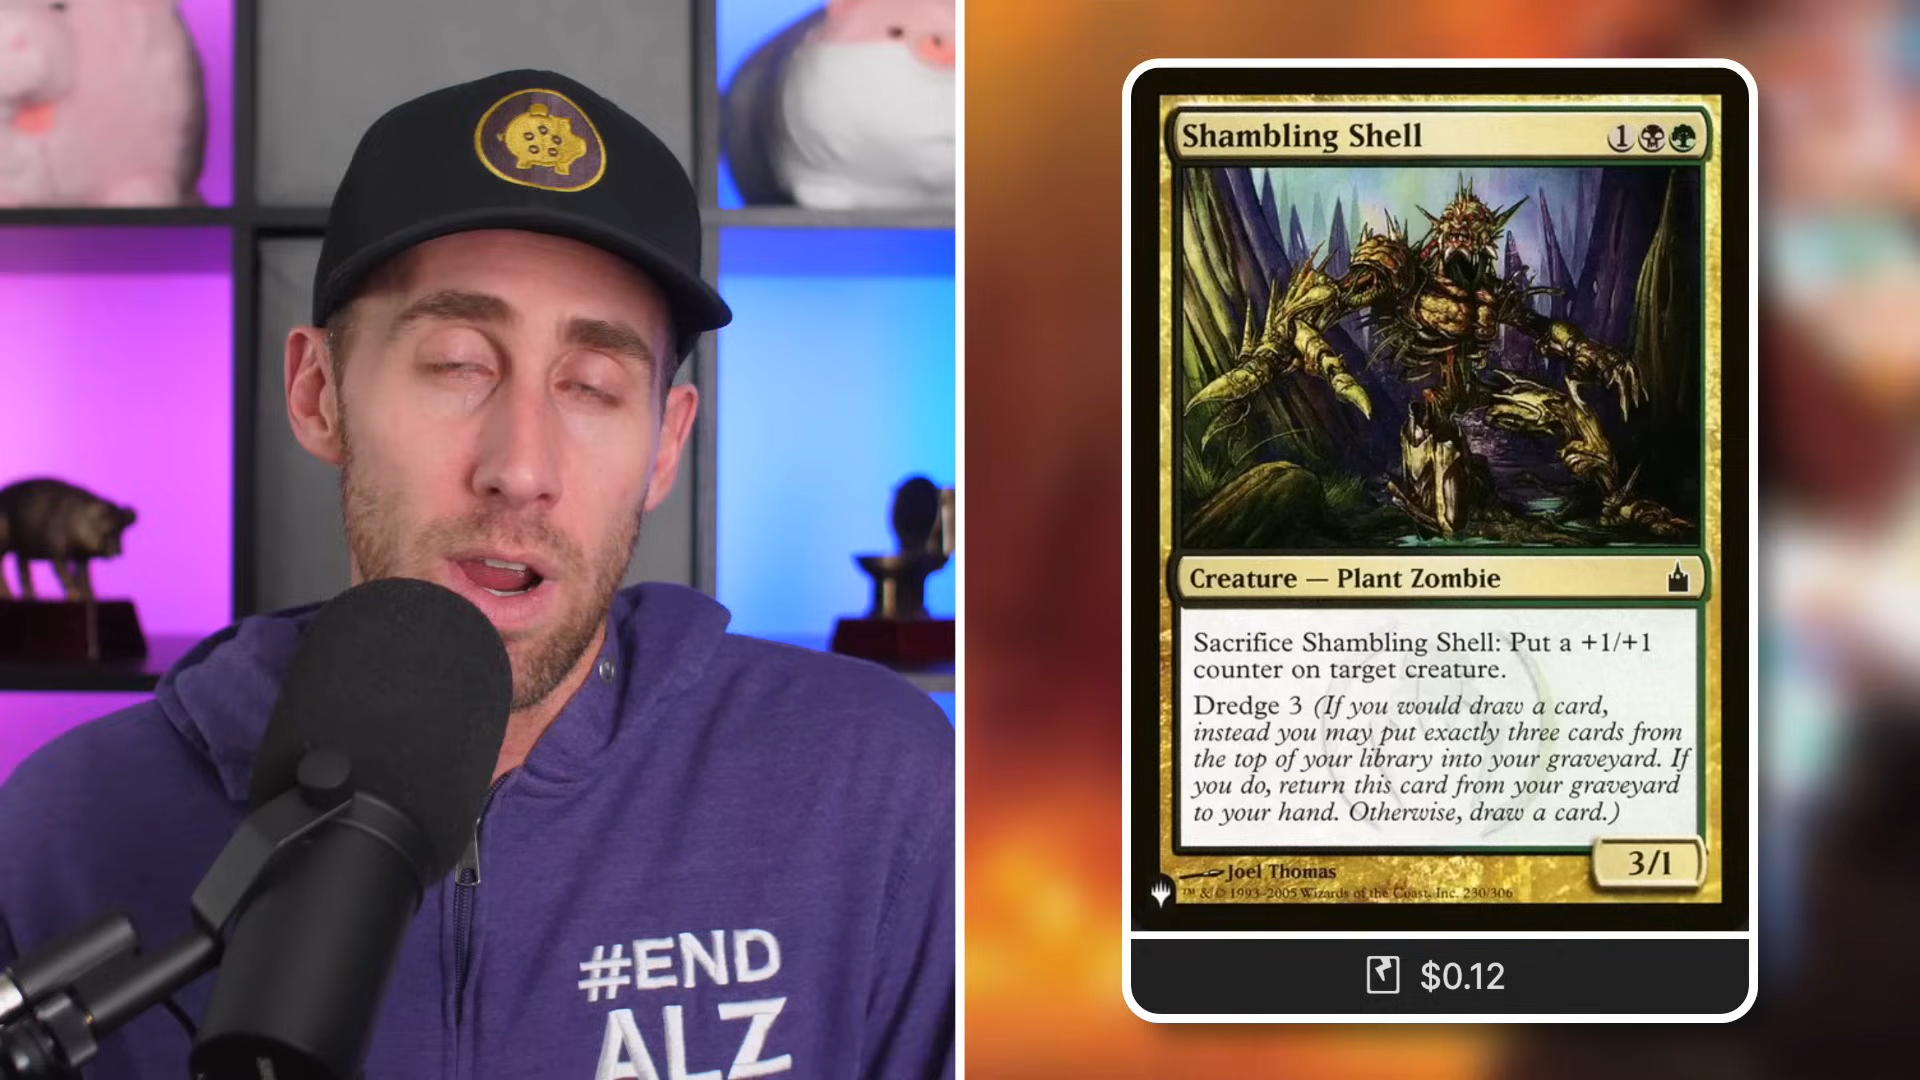 #END
ALZ
Shambling Shell
1
Creature — Plant Zombie
Sacrifice Shambling Shell: Put a +1/+1
counter on target creature.
Dredge 3 (If you would draw a card,
instead you may put exactly three cards from
the top of your library into your graveyard. If
you do, return this card from your graveyard
to your hand. Otherwise, draw a card.)
3/1
Joel Thomas
™ & © 1993–2005 Wizards of the Coast, Inc. 230/306
$0.12